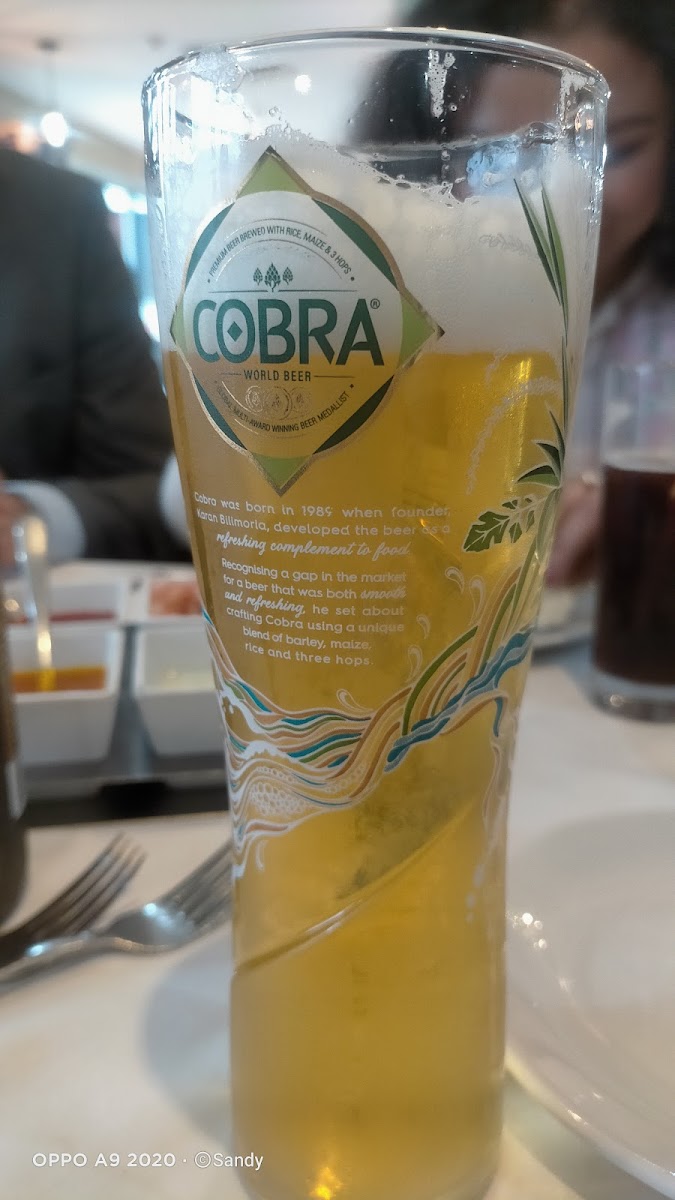 PREMIUM BEER BREWED WITH RICE, MAIZE & 3 HOPS
COBRA®
WORLD BEER
MULTI-AWARD WINNING BEER MEDALLIST
Cobra was born in 1989 when founder,
Karan Bilimoria, developed the beer as a
refreshing complement to food.
Recognising a gap in the market
for a beer that was both smooth
and refreshing, he set about
crafting Cobra using a unique
blend of barley, maize,
rice and three hops.
OPPO A9 2020 · ©Sandy